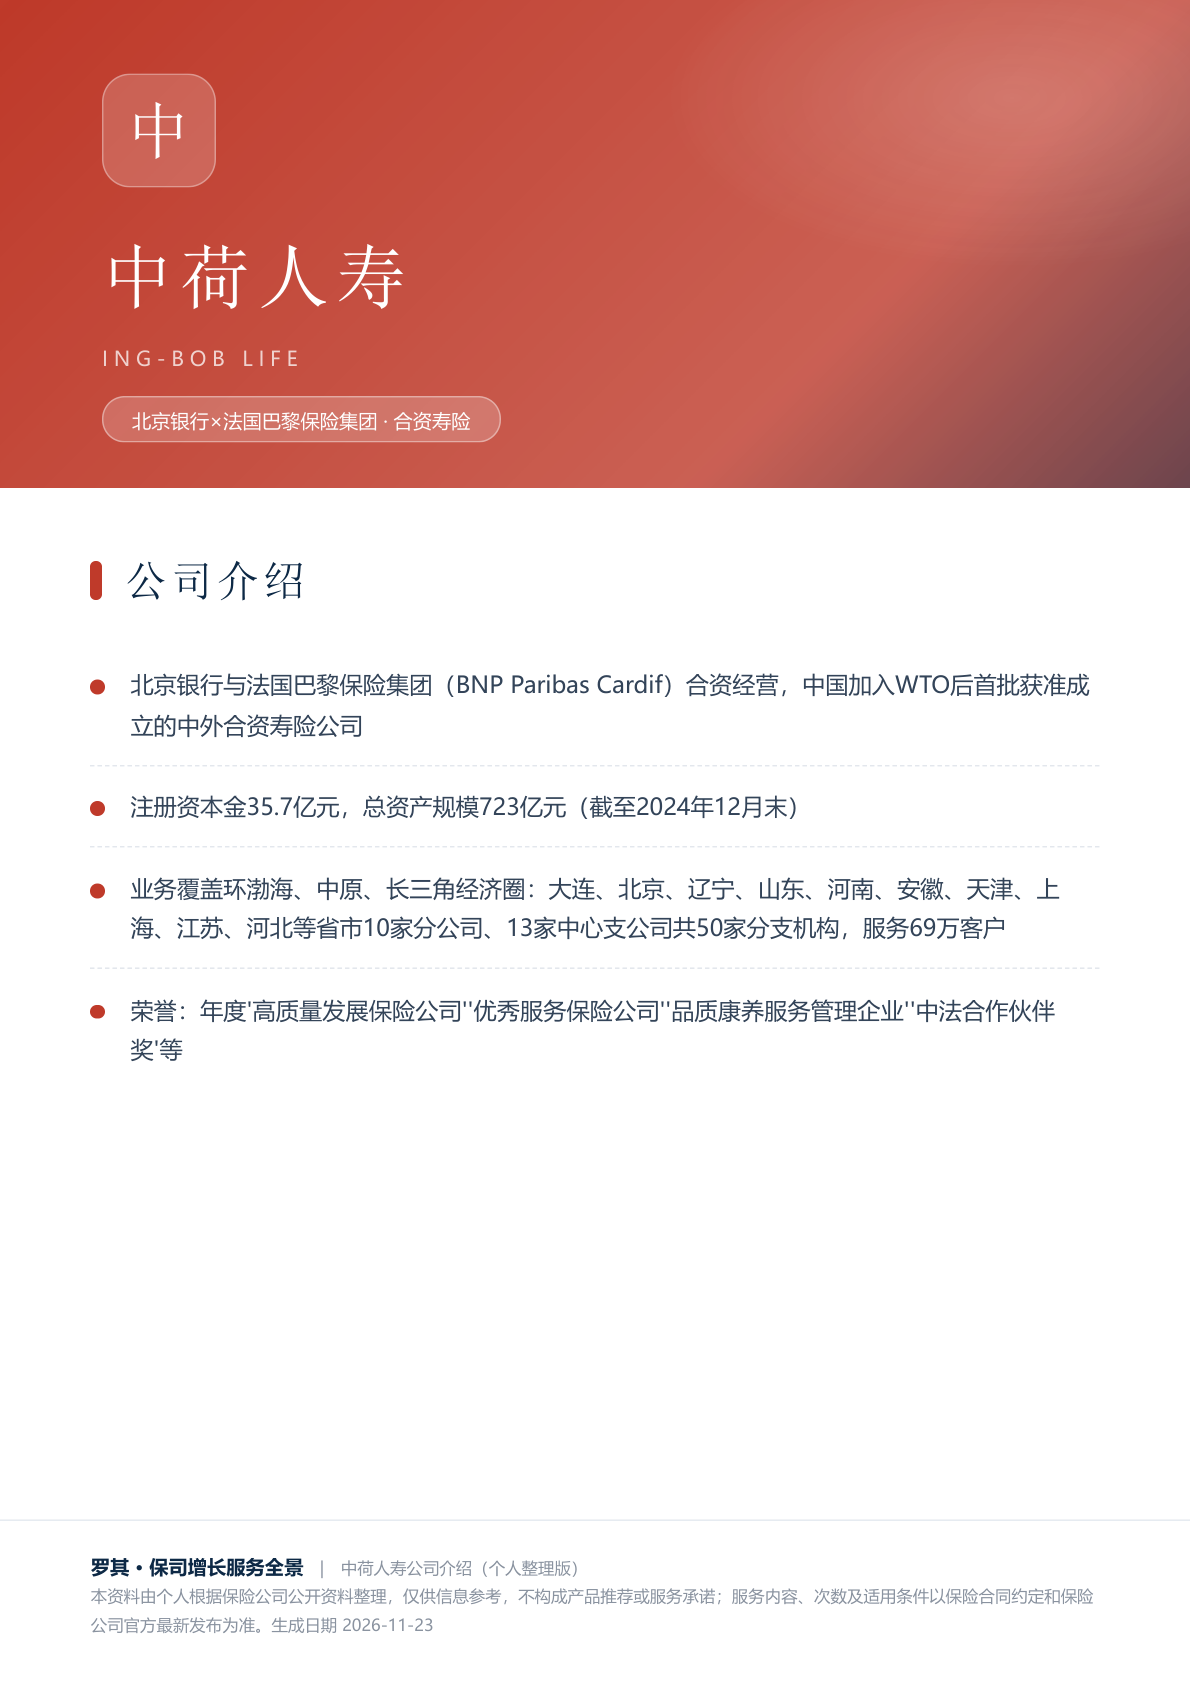 中
中荷人寿
ING-BOB LIFE
北京银行×法国巴黎保险集团 · 合资寿险
公司介绍
北京银行与法国巴黎保险集团（BNP Paribas Cardif）合资经营，中国加入WTO后首批获准成
立的中外合资寿险公司
注册资本金35.7亿元，总资产规模723亿元（截至2024年12月末）
业务覆盖环渤海、中原、长三角经济圈：大连、北京、辽宁、山东、河南、安徽、天津、上
海、江苏、河北等省市10家分公司、13家中心支公司共50家分支机构，服务69万客户
荣誉：年度'高质量发展保险公司''优秀服务保险公司''品质康养服务管理企业''中法合作伙伴
奖'等
罗其 • 保司增长服务全景 | 中荷人寿公司介绍（个人整理版）
本资料由个人根据保险公司公开资料整理，仅供信息参考，不构成产品推荐或服务承诺；服务内容、次数及适用条件以保险合同约定和保险
公司官方最新发布为准。生成日期 2026-11-23